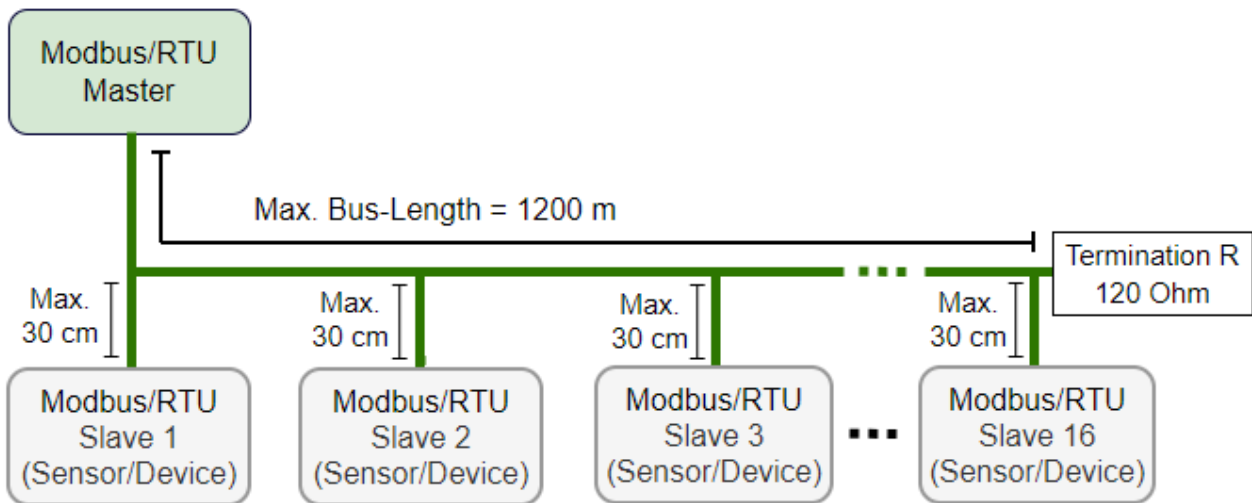 Modbus/RTU
Master
Max. Bus-Length = 1200 m
Termination R
120 Ohm
Max.
30 cm
Max.
30 cm
Max.
30 cm
Max.
30 cm
Modbus/RTU
Slave 1
(Sensor/Device)
Modbus/RTU
Slave 2
(Sensor/Device)
Modbus/RTU
Slave 3
(Sensor/Device)
Modbus/RTU
Slave 16
(Sensor/Device)